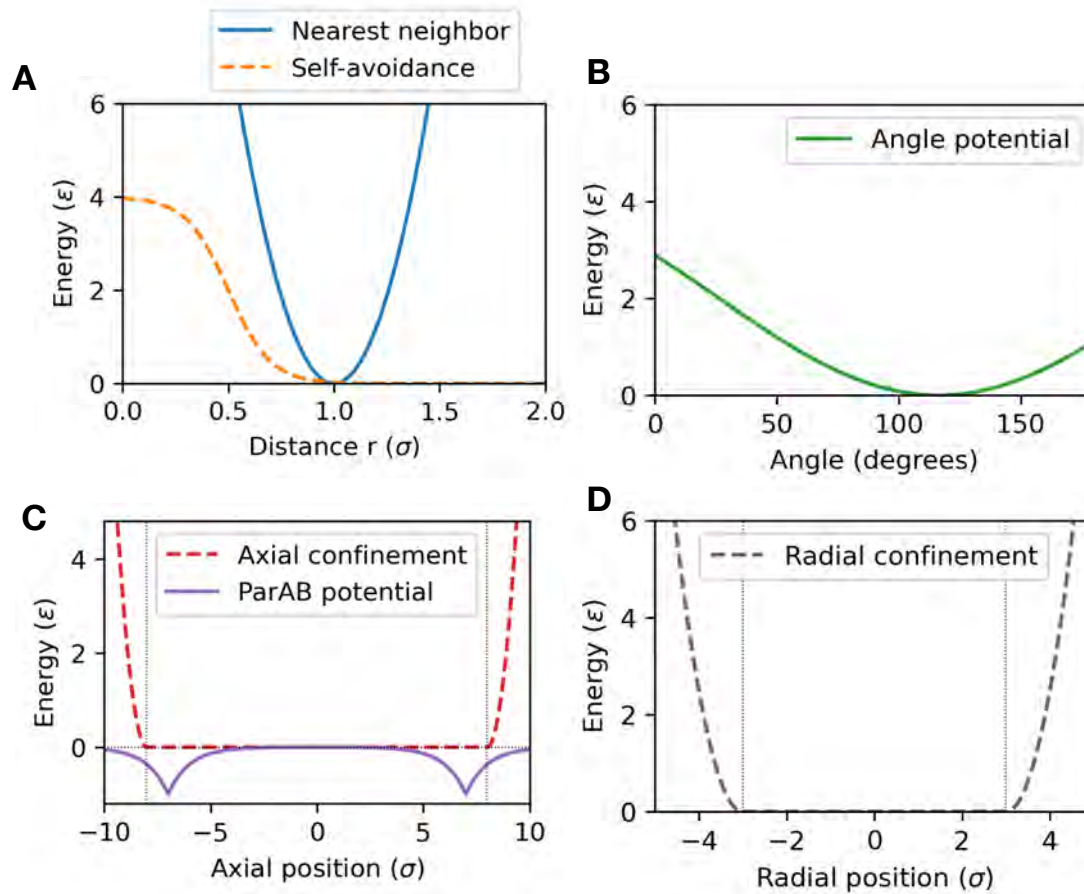 A
Nearest neighbor
Self-avoidance
Energy (ε)
6
4
2
0
0.0 0.5 1.0 1.5 2.0
Distance r (σ)
B
Angle potential
Energy (ε)
6
4
2
0
0 50 100 150
Angle (degrees)
C
Axial confinement
ParAB potential
Energy (ε)
4
2
0
−10 −5 0 5 10
Axial position (σ)
D
Radial confinement
Energy (ε)
6
4
2
0
−4 −2 0 2 4
Radial position (σ)